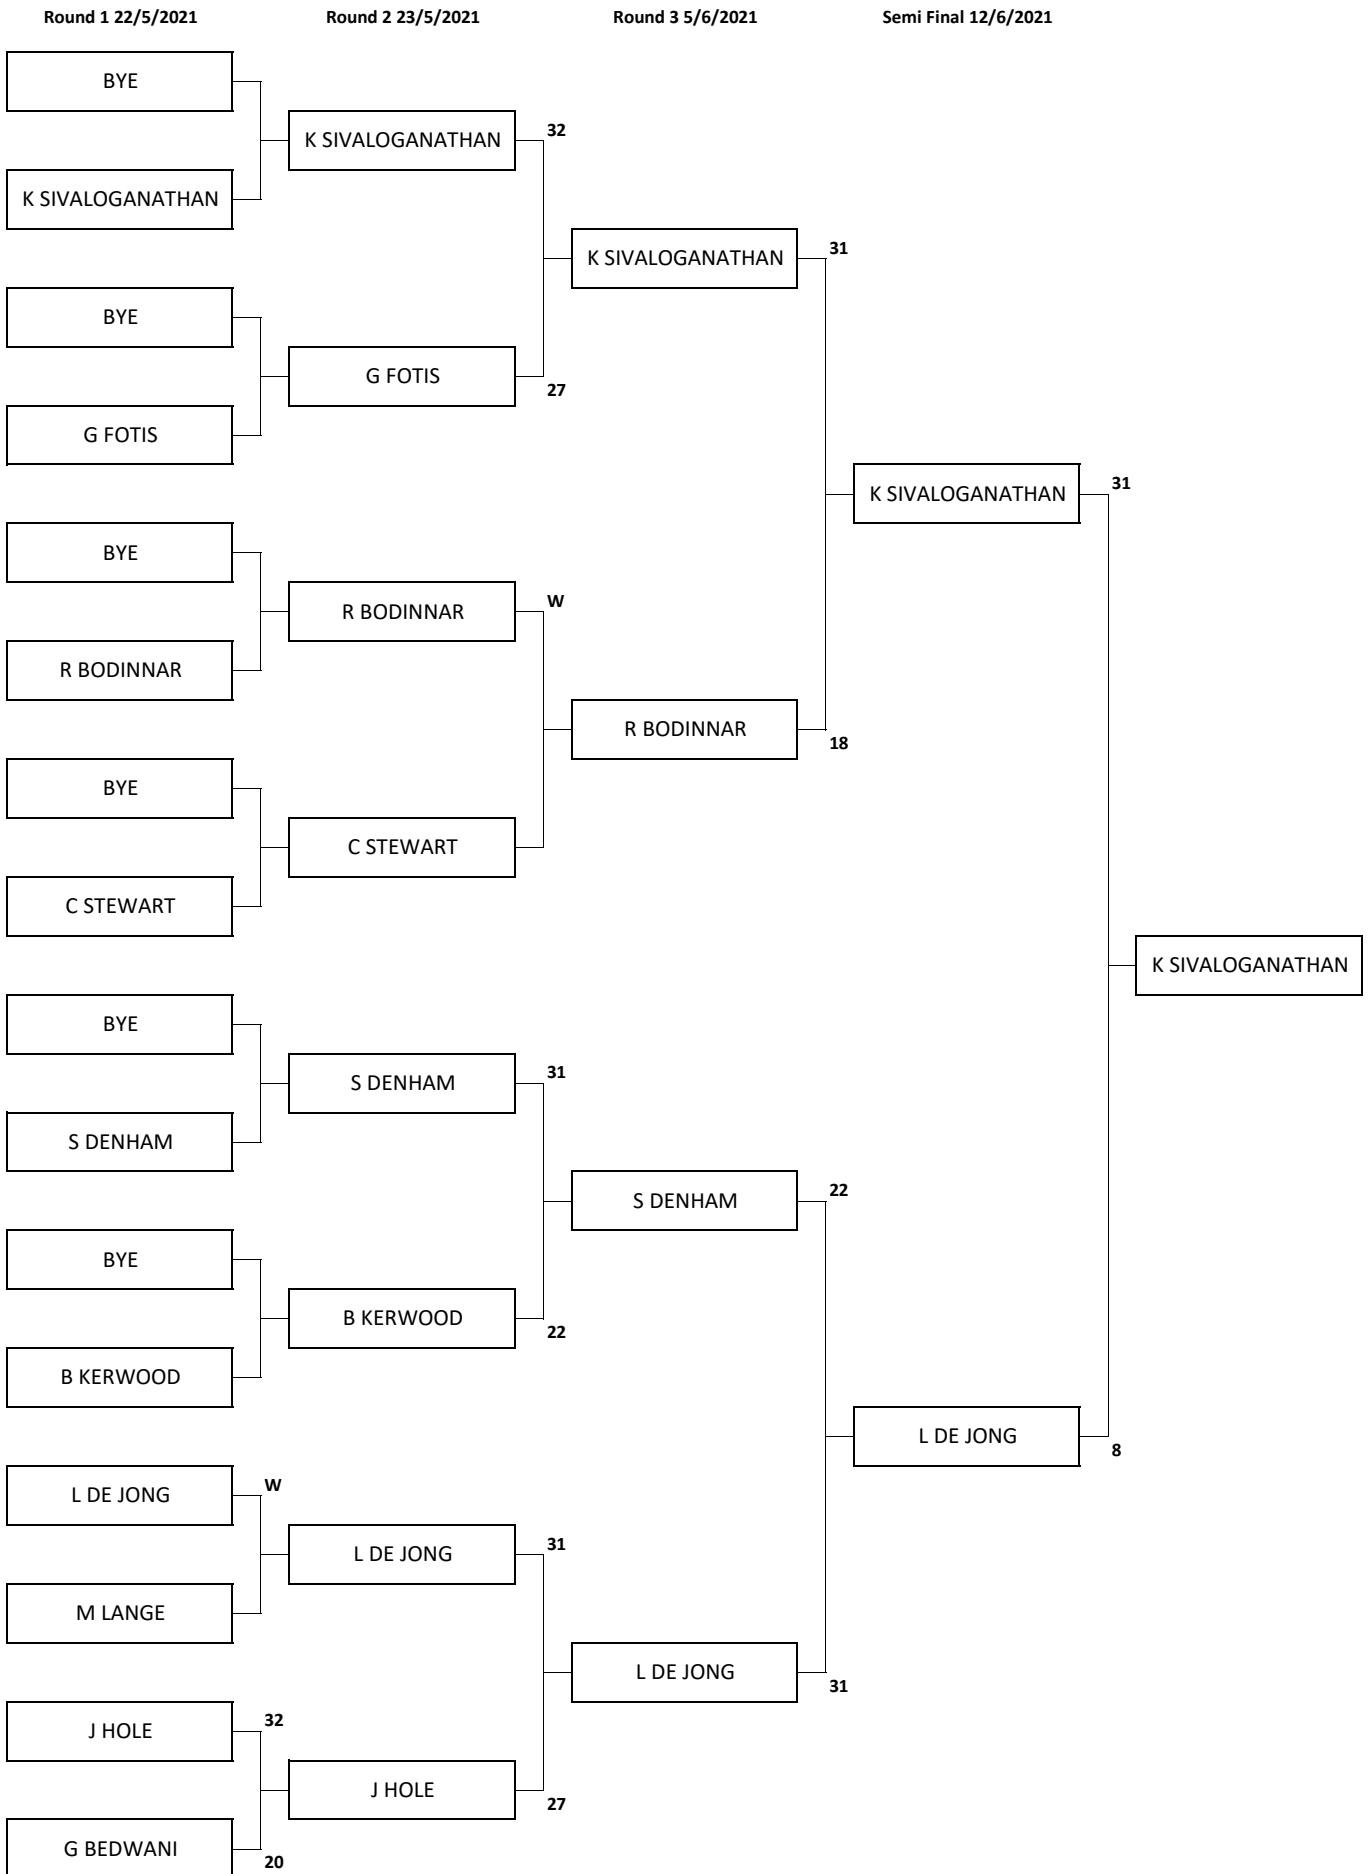 Round 1 22/5/2021 Round 2 23/5/2021 Round 3 5/6/2021 Semi Final 12/6/2021
BYE
K SIVALOGANATHAN 32
K SIVALOGANATHAN
K SIVALOGANATHAN 31
BYE
G FOTIS 27
G FOTIS
K SIVALOGANATHAN 31
BYE
R BODINNAR W
R BODINNAR
R BODINNAR 18
BYE
C STEWART
C STEWART
K SIVALOGANATHAN
BYE
S DENHAM 31
S DENHAM
S DENHAM 22
BYE
B KERWOOD 22
B KERWOOD
L DE JONG 8
L DE JONG W
L DE JONG 31
M LANGE
L DE JONG 31
J HOLE 32
J HOLE 27
G BEDWANI 20